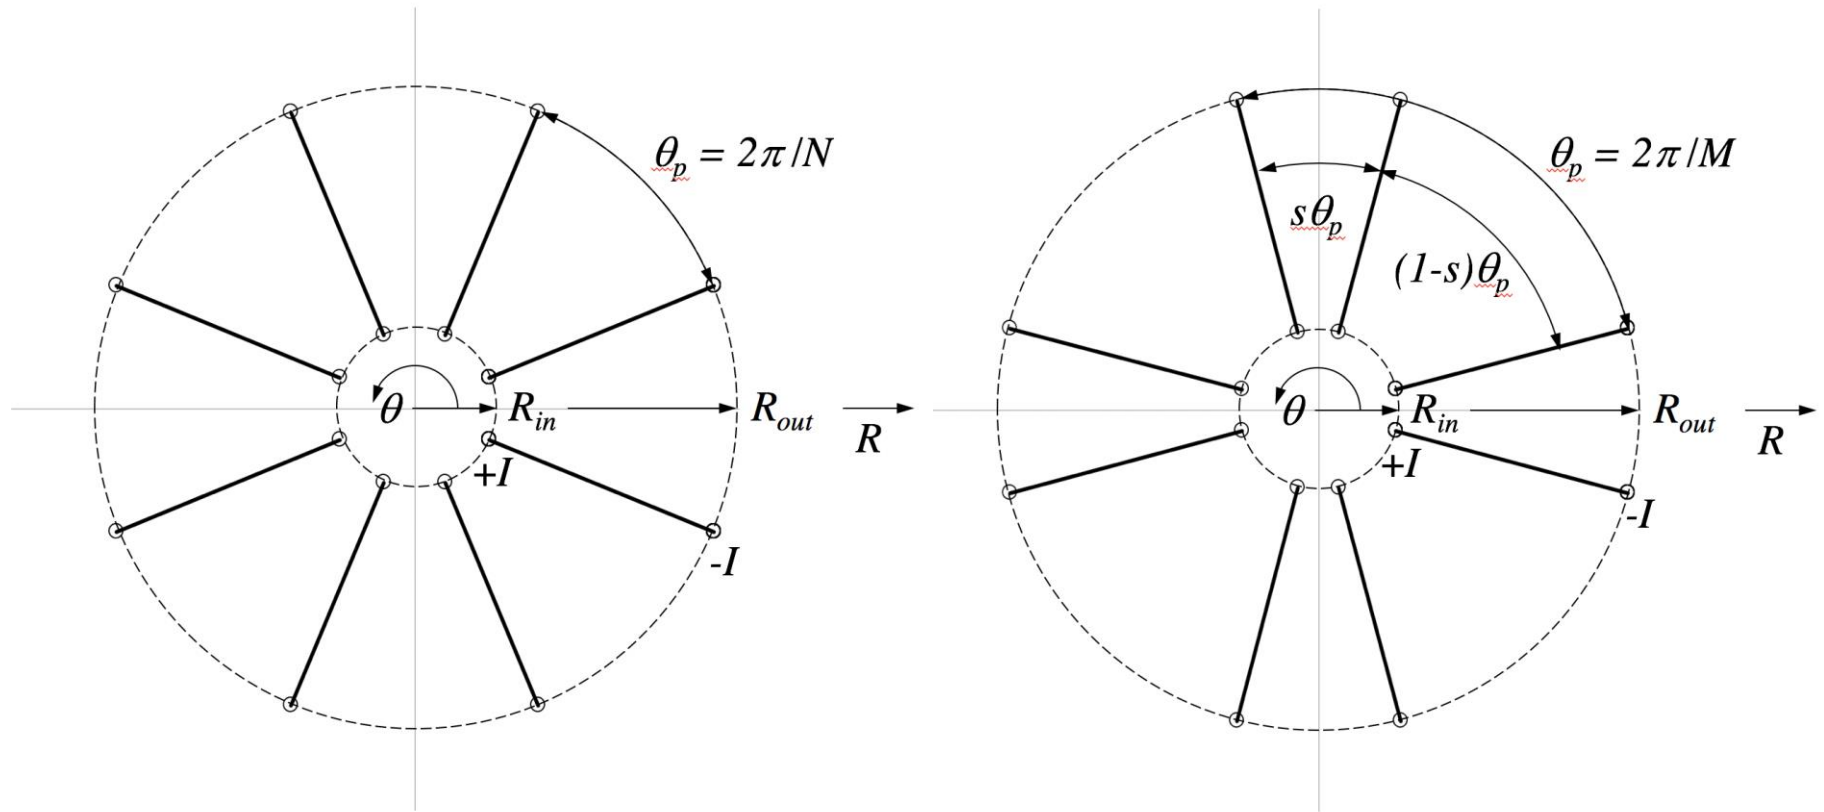 θp = 2π/N
θ
Rin
Rout
R
+I
-I
θp = 2π/M
sθp
(1-s)θp
θ
Rin
Rout
R
+I
-I